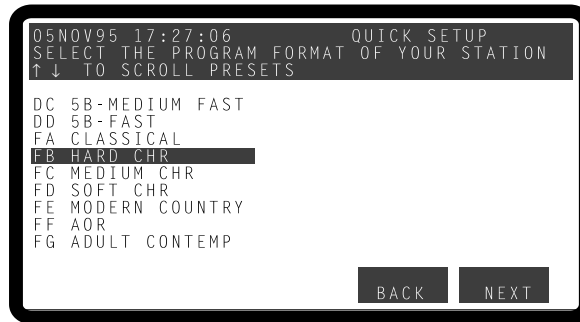 05NOV95 17:27:06 QUICK SETUP
SELECT THE PROGRAM FORMAT OF YOUR STATION
↑↓ TO SCROLL PRESETS
DC 5B-MEDIUM FAST
DD 5B-FAST
FA CLASSICAL
FB HARD CHR
FC MEDIUM CHR
FD SOFT CHR
FE MODERN COUNTRY
FF AOR
FG ADULT CONTEMP
BACK NEXT